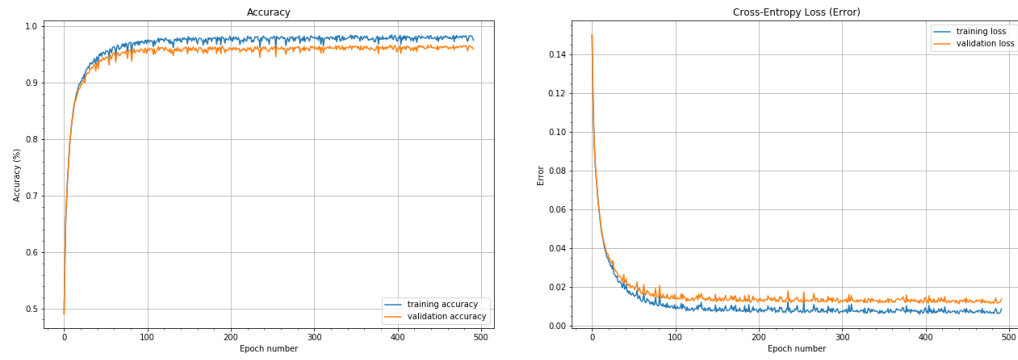 Accuracy
Accuracy (%)
1.0
0.9
0.8
0.7
0.6
0.5
0 100 200 300 400 500
Epoch number
training accuracy
validation accuracy
Cross-Entropy Loss (Error)
Error
0.14
0.12
0.10
0.08
0.06
0.04
0.02
0.00
0 100 200 300 400 500
Epoch number
training loss
validation loss